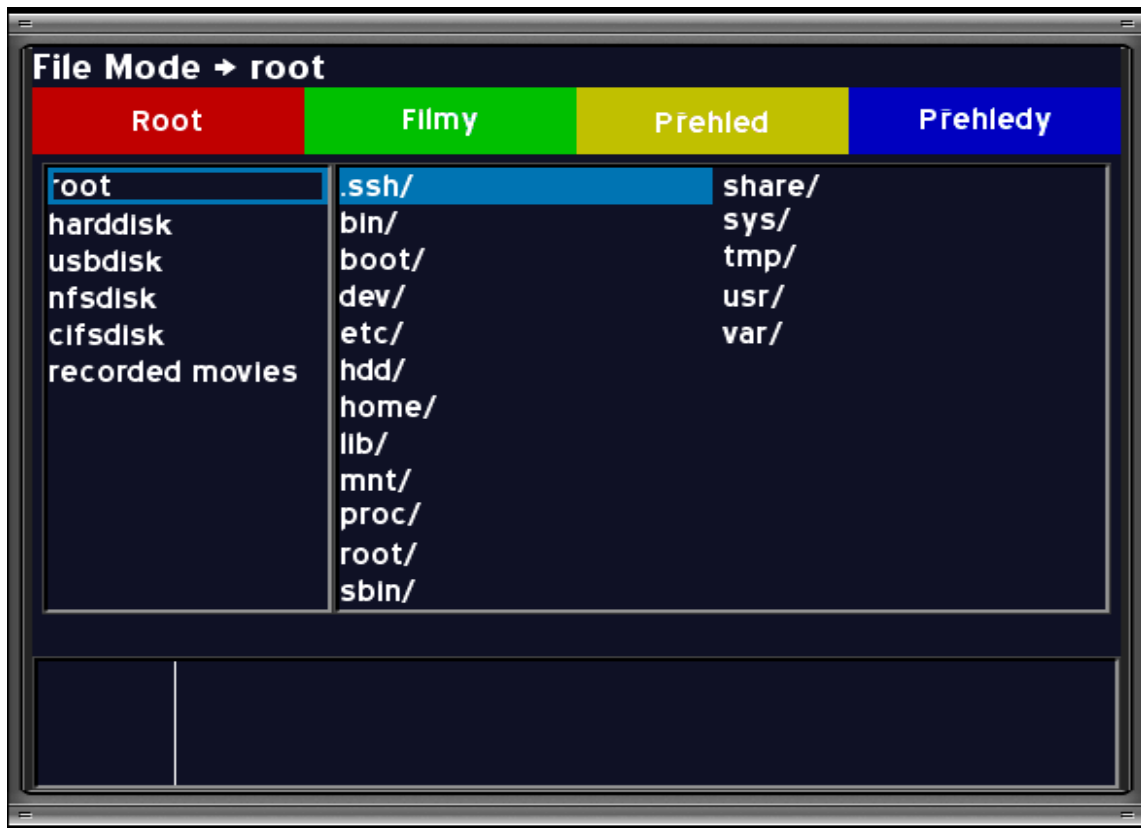 File Mode → root
Root Filmy Přehled Přehledy
root
harddisk
usbdisk
nfsdisk
cifsdisk
recorded movies
.ssh/
bin/
boot/
dev/
etc/
hdd/
home/
lib/
mnt/
proc/
root/
sbin/
share/
sys/
tmp/
usr/
var/